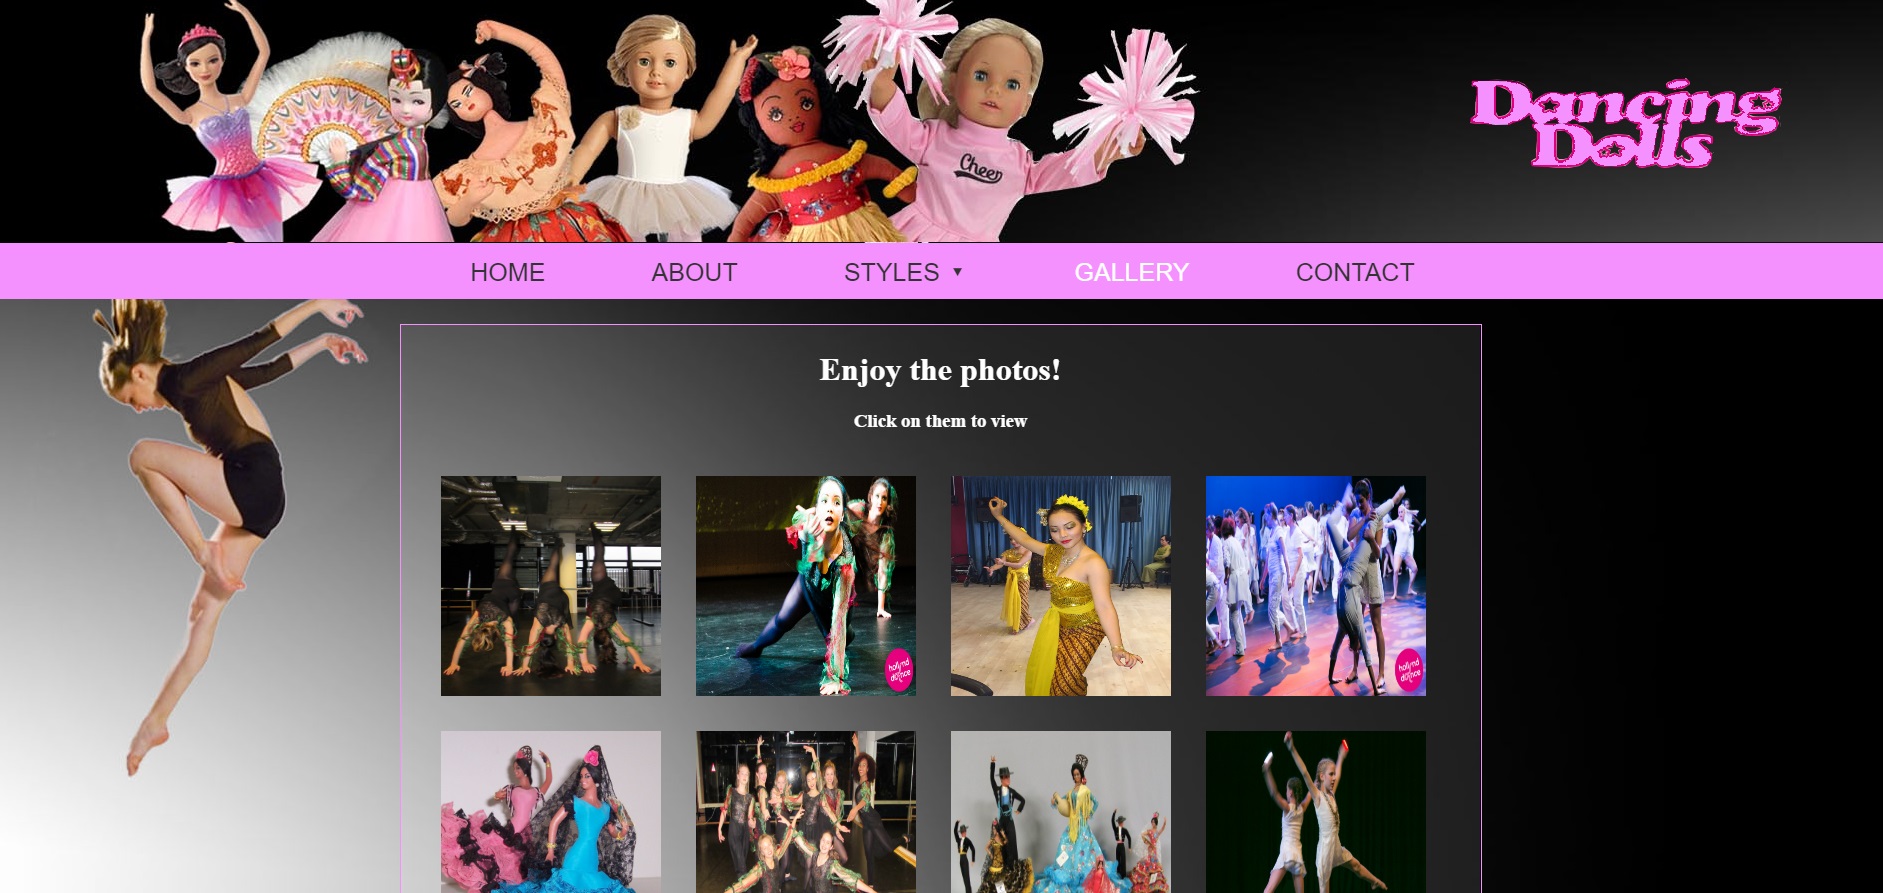 Cheer
Dancing
Dolls
HOME ABOUT STYLES ▼ GALLERY CONTACT
Enjoy the photos!
Click on them to view
holland
dance
holland
dance